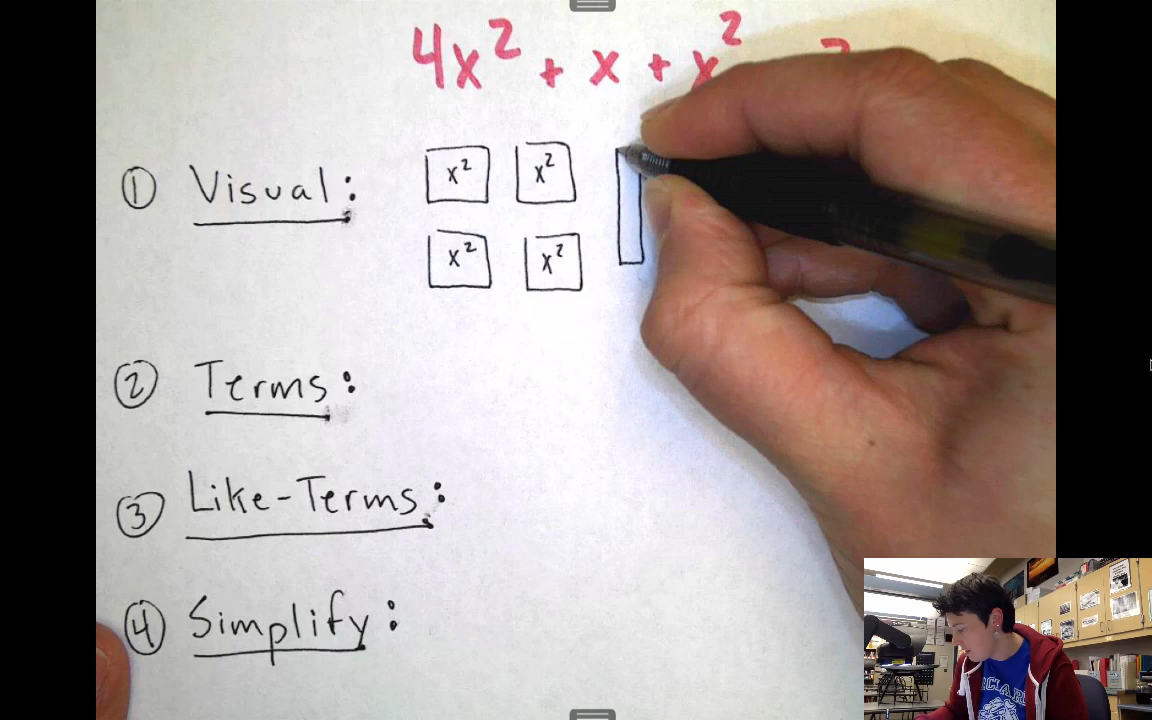 4x² + x + x²
① Visual: x² x²
x² x²
② Terms:
③ Like-Terms:
④ Simplify: